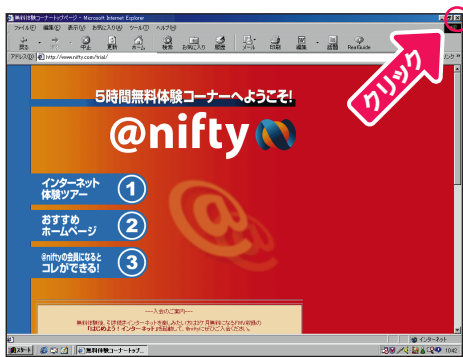 無料体験コーナートップページ - Microsoft Internet Explorer
ファイル(F) 編集(E) 表示(V) お気に入り(A) ツール(T) ヘルプ(H)
戻る 中止 更新 ホーム 検索 お気に入り 履歴 メール 印刷 編集 話題 RealGuide
アドレス(D) http://www.nifty.com/trial/
クリック
5時間無料体験コーナーへようこそ!
@nifty
インターネット
体験ツアー 1
おすすめ
ホームページ 2
@niftyの会員になると
コレができる! 3
@
---入会のご案内---
インターネット
スタート 無料体験コーナートップ... 10:42